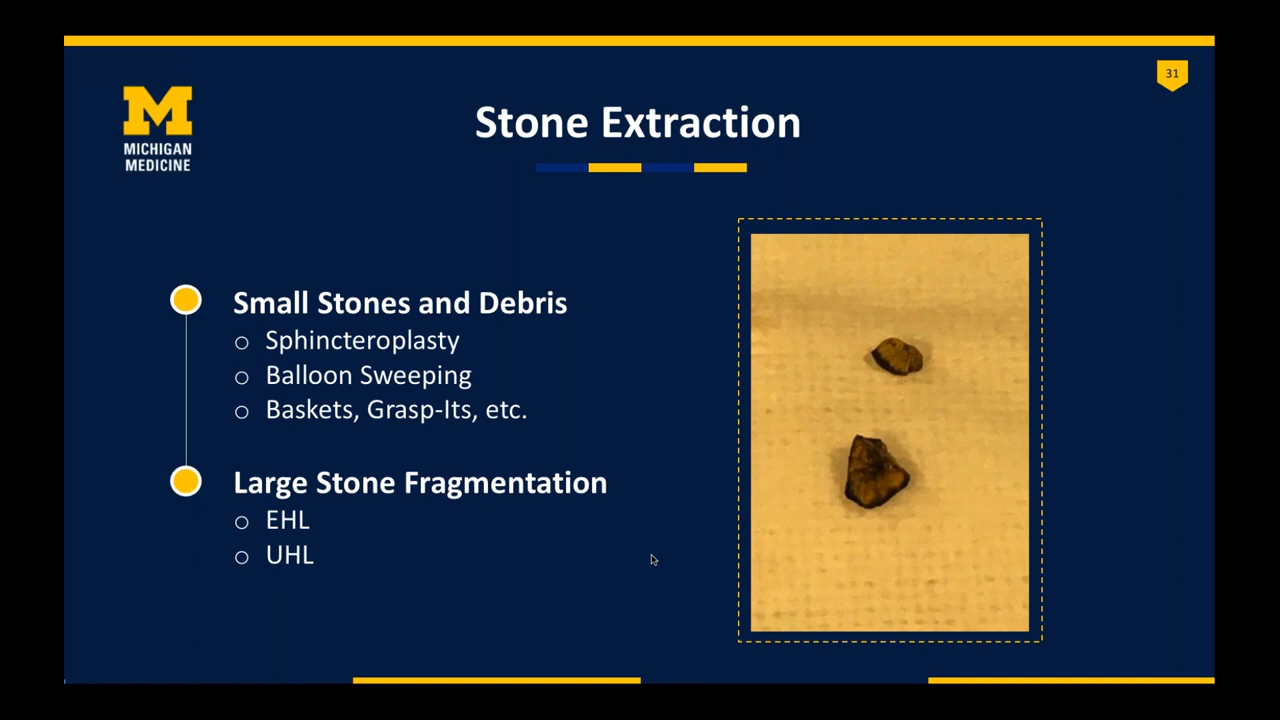 31
MICHIGAN
MEDICINE
Stone Extraction
Small Stones and Debris
Sphincteroplasty
Balloon Sweeping
Baskets, Grasp-Its, etc.
Large Stone Fragmentation
EHL
UHL